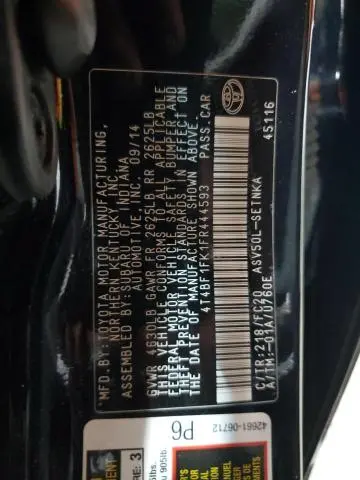 MFD. BY: TOYOTA MOTOR MANUFACTURING,
NORTHERN KENTUCKY, INC.
ASSEMBLED BY: SUBARU OF INDIANA
AUTOMOTIVE, INC. 09/14
GVWR 4630LB GAWR FR 2625LB RR 2625LB
THIS VEHICLE CONFORMS TO ALL APPLICABLE
FEDERAL MOTOR VEHICLE SAFETY, BUMPER AND
THEFT PREVENTION STANDARDS IN EFFECT ON
THE DATE OF MANUFACTURE SHOWN ABOVE.
4T4BF1FK1FR444593 PASS. CAR
C/TR:218/FC20 ASV50L-SETNKA
A/TM:-01A/U760E 45116
P6
42661-06712
RE: 3